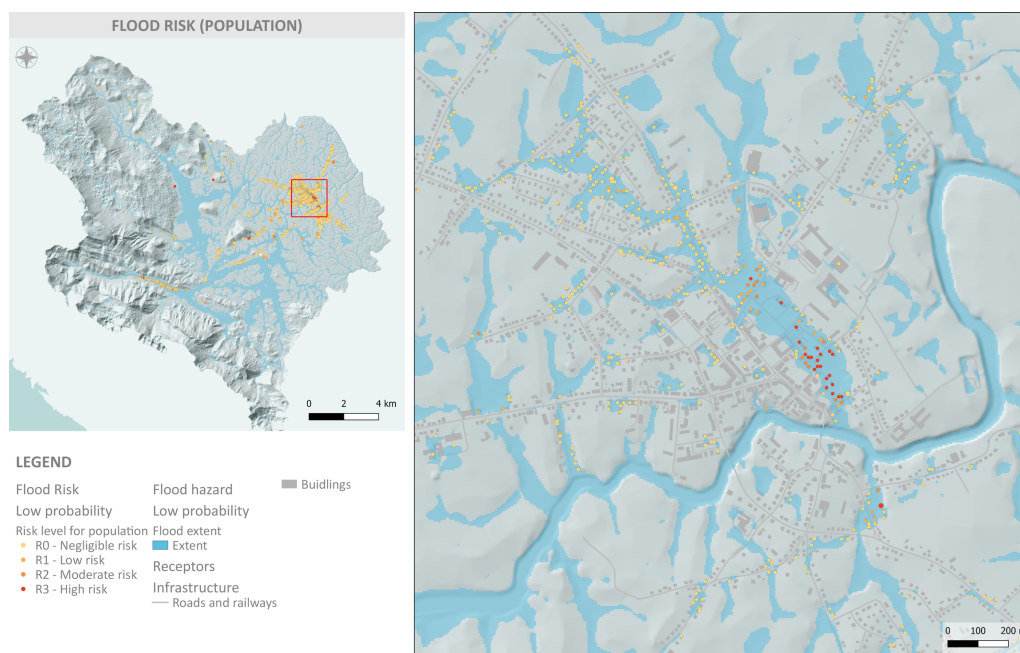 FLOOD RISK (POPULATION)
0 2 4 km
LEGEND
Flood Risk
Low probability
Risk level for population
R0 - Negligible risk
R1 - Low risk
R2 - Moderate risk
R3 - High risk
Flood hazard
Low probability
Flood extent
Extent
Receptors
Infrastructure
Roads and railways
Buidlings
0 100 200